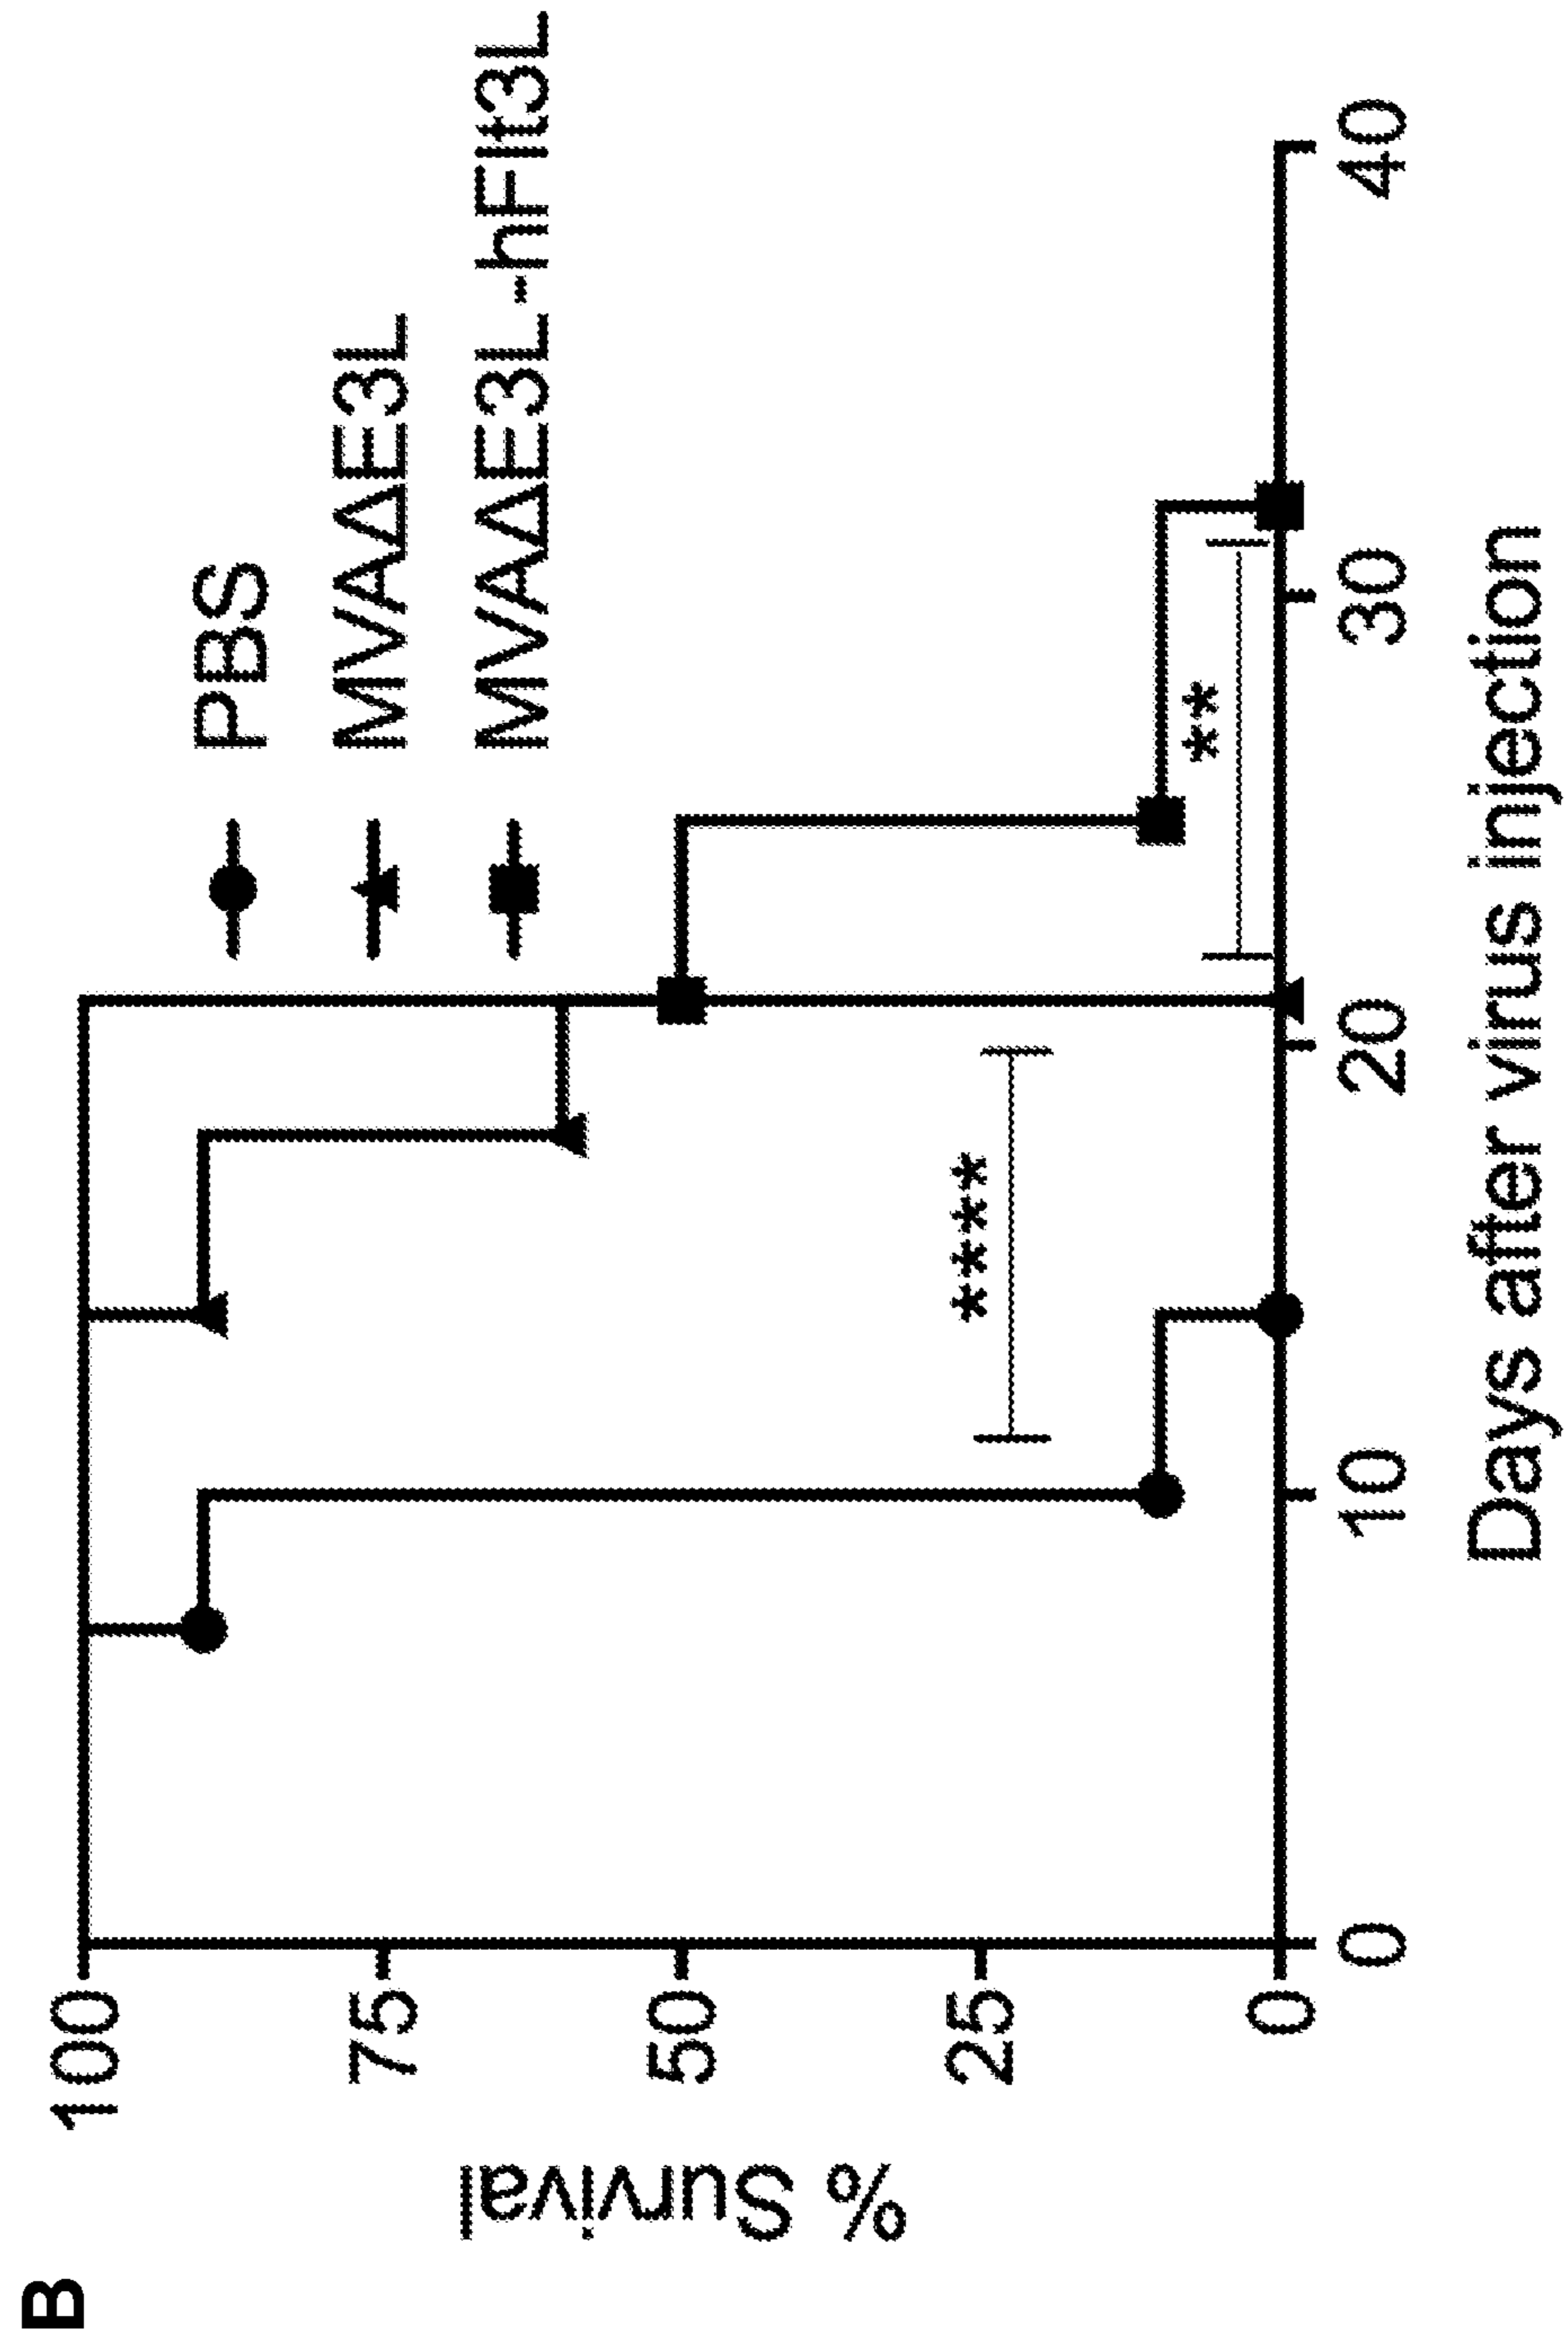 B
% Survival
100
75
50
25
0
PBS
MVAΔE3L
MVAΔE3L-hFlt3L
****
**
0 10 20 30 40
Days after virus injection